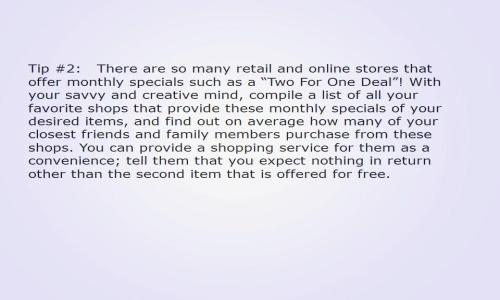 Tip #2:   There are so many retail and online stores that
offer monthly specials such as a “Two For One Deal”! With
your savvy and creative mind, compile a list of all your
favorite shops that provide these monthly specials of your
desired items, and find out on average how many of your
closest friends and family members purchase from these
shops. You can provide a shopping service for them as a
convenience; tell them that you expect nothing in return
other than the second item that is offered for free.